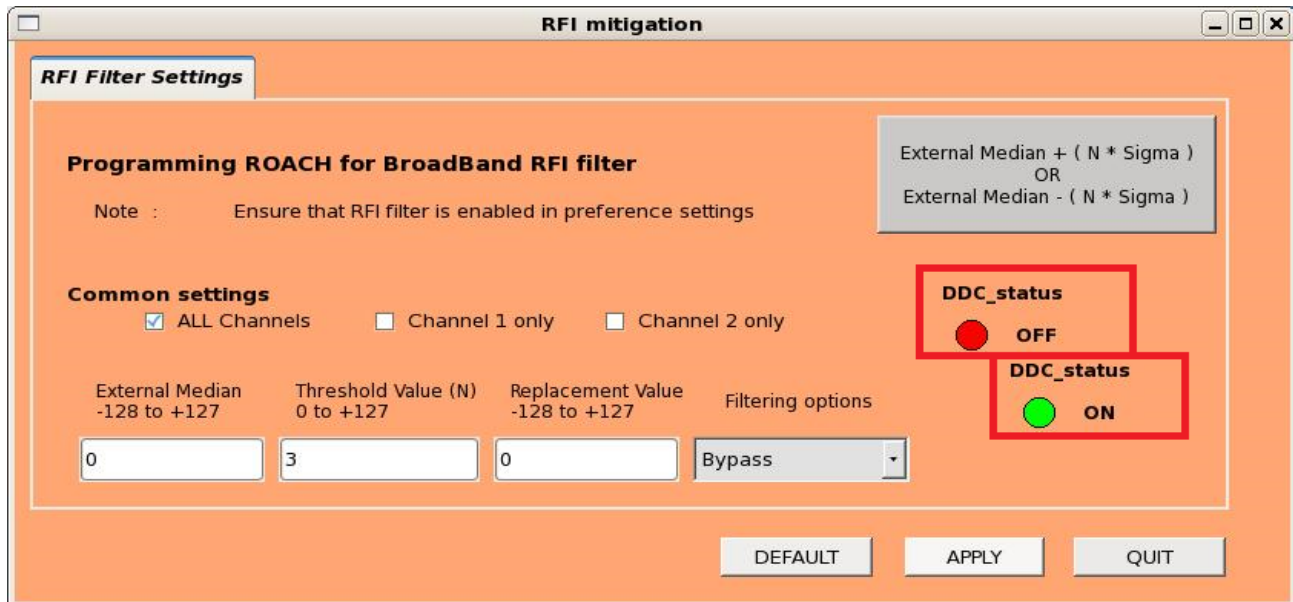 RFI mitigation
RFI Filter Settings
Programming ROACH for BroadBand RFI filter
Note : Ensure that RFI filter is enabled in preference settings
External Median + ( N * Sigma )
OR
External Median - ( N * Sigma )
Common settings
ALL Channels Channel 1 only Channel 2 only
DDC_status
OFF
DDC_status
ON
External Median
-128 to +127
Threshold Value (N)
0 to +127
Replacement Value
-128 to +127
Filtering options
0 3 0 Bypass
DEFAULT APPLY QUIT